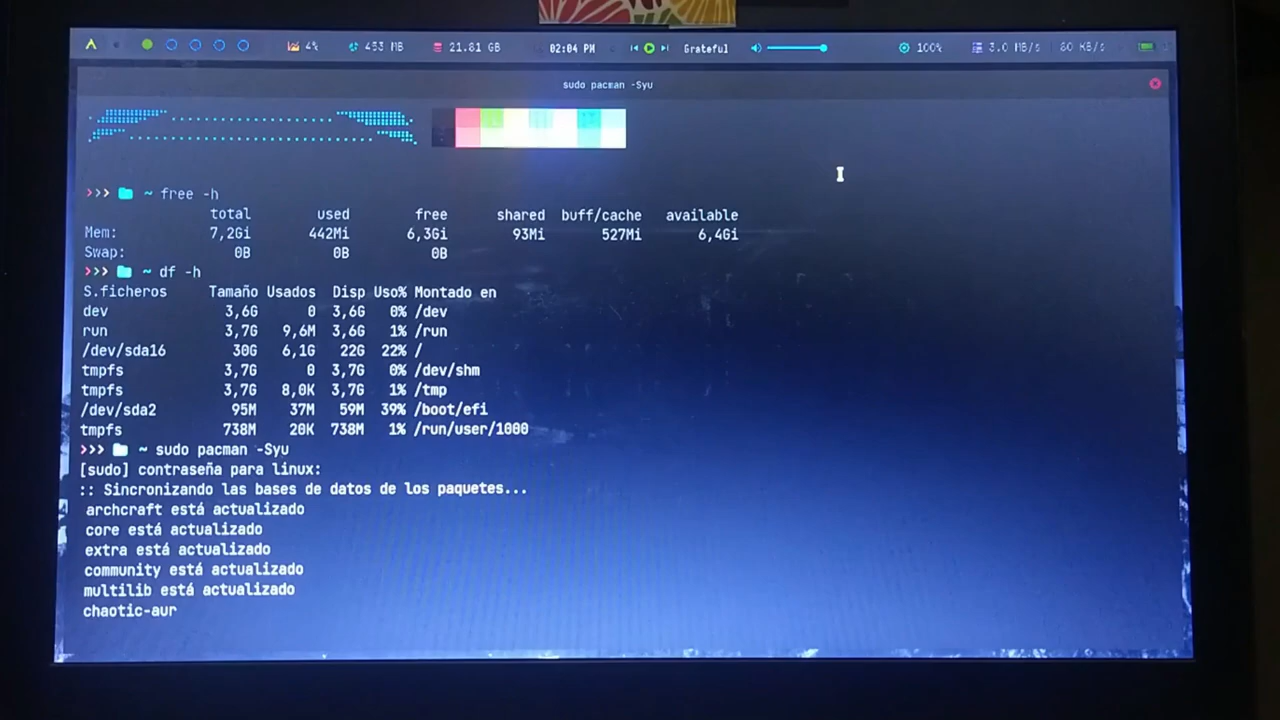 4% 453 MB 21.81 GB 02:04 PM Grateful 100% 3.0 MB/s 80 KB/s
sudo pacman -Syu
>>> ~ free -h
total used free shared buff/cache available
Mem: 7,2Gi 442Mi 6,3Gi 93Mi 527Mi 6,4Gi
Swap: 0B 0B 0B
>>> ~ df -h
S.ficheros Tamaño Usados Disp Uso% Montado en
dev 3,6G 0 3,6G 0% /dev
run 3,7G 9,6M 3,6G 1% /run
/dev/sda16 30G 6,1G 22G 22% /
tmpfs 3,7G 0 3,7G 0% /dev/shm
tmpfs 3,7G 8,0K 3,7G 1% /tmp
/dev/sda2 95M 37M 59M 39% /boot/efi
tmpfs 738M 20K 738M 1% /run/user/1000
>>> ~ sudo pacman -Syu
[sudo] contraseña para linux:
:: Sincronizando las bases de datos de los paquetes...
archcraft está actualizado
core está actualizado
extra está actualizado
community está actualizado
multilib está actualizado
chaotic-aur